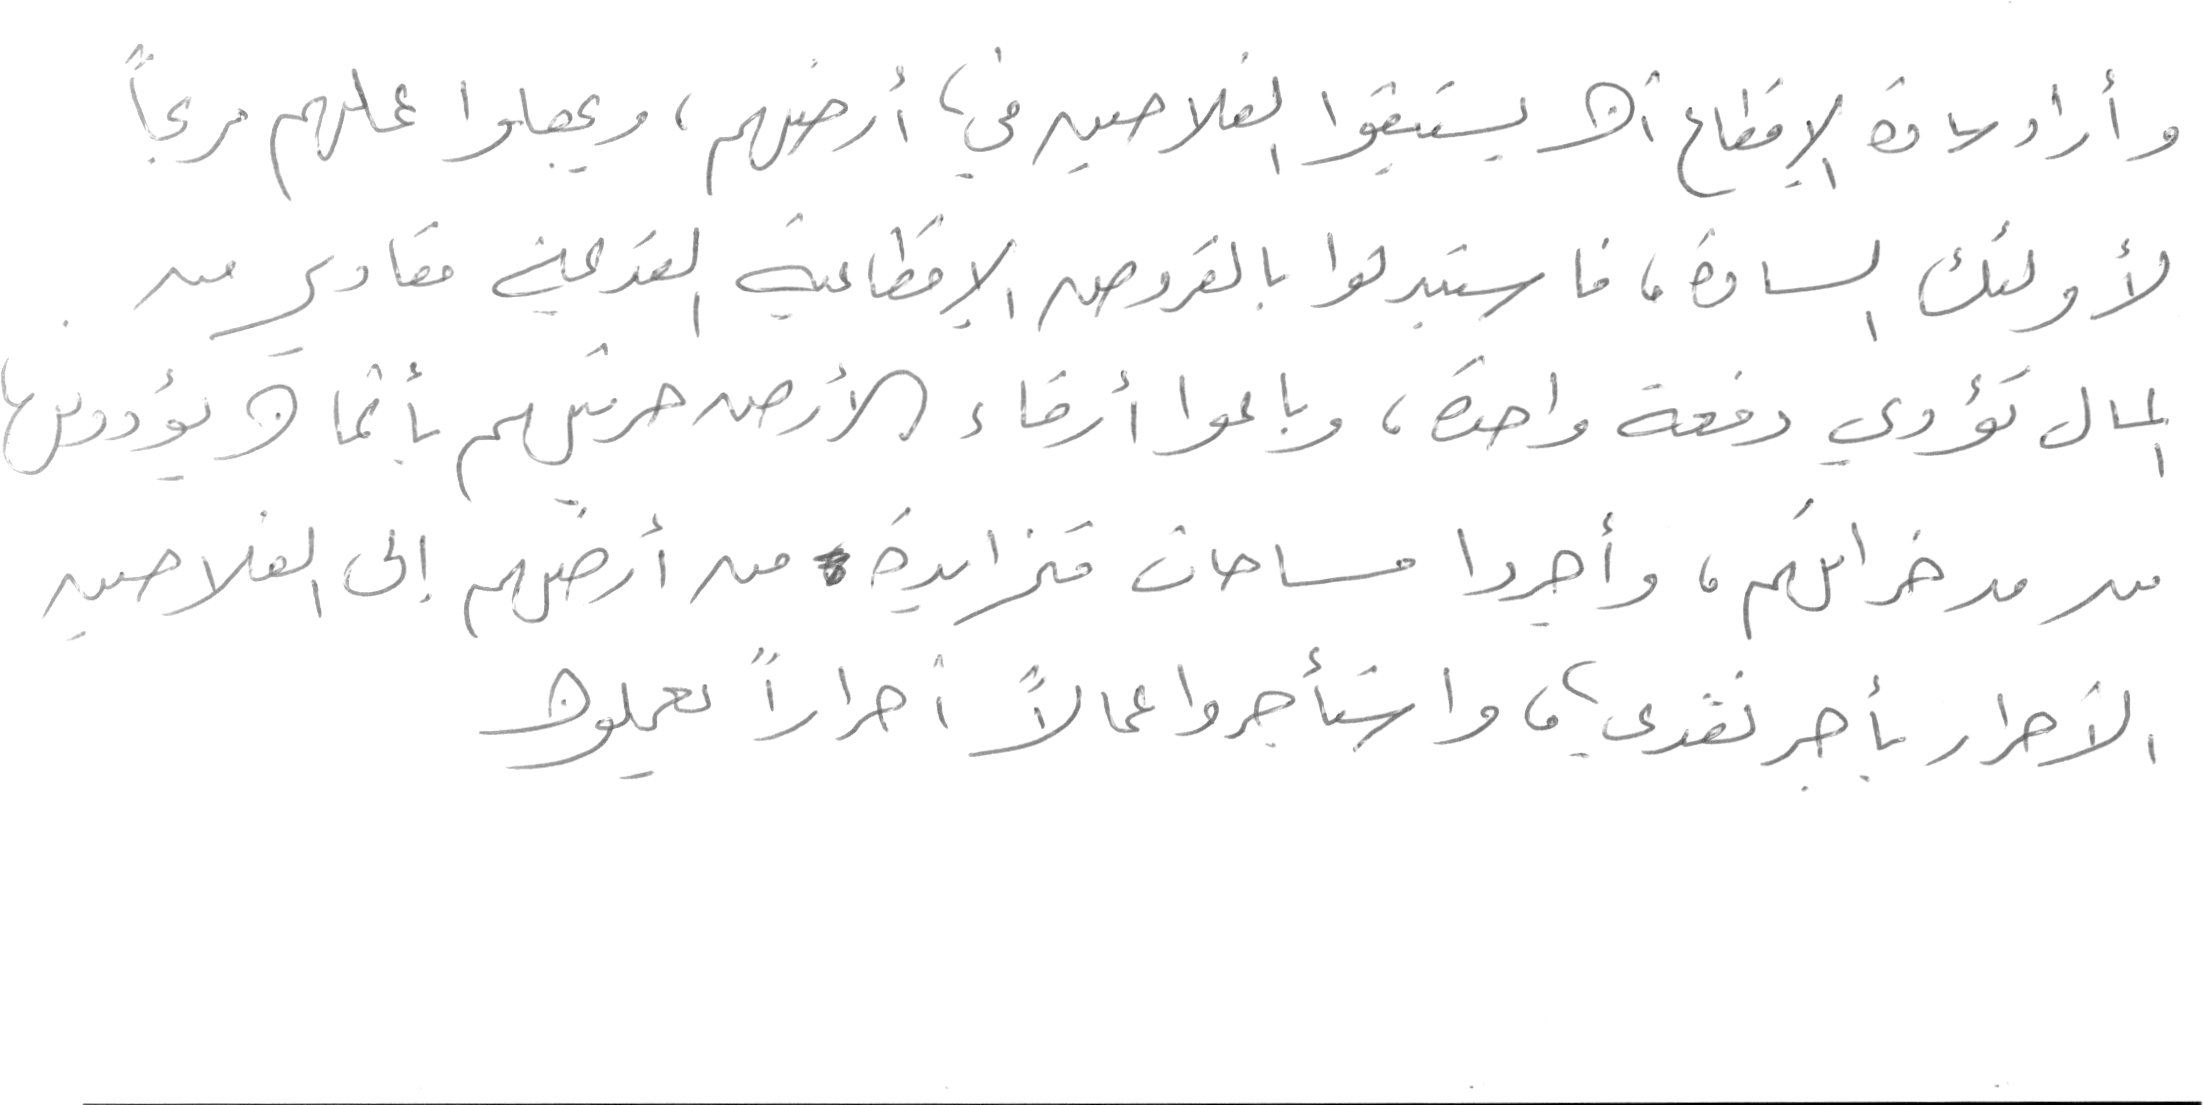 وأراد سادة الإقطاع أن يستبقوا الفلاحين في أرضهم، ويجعلوا عملهم مربحاً
لأولئك السادة، فاستبدلوا بالفروض الإقطاعية القديمة مقادير من
المال تؤدي دفعة واحدة، وباعوا أرقاء الأرض حريتهم بأثمان يؤدونها
من مدخراتهم، وأجروا مساحات متزايدة من أرضهم إلى الفلاحين
الأحرار بأجر نقدي، واستأجروا عمالاً أحراراً يعملون